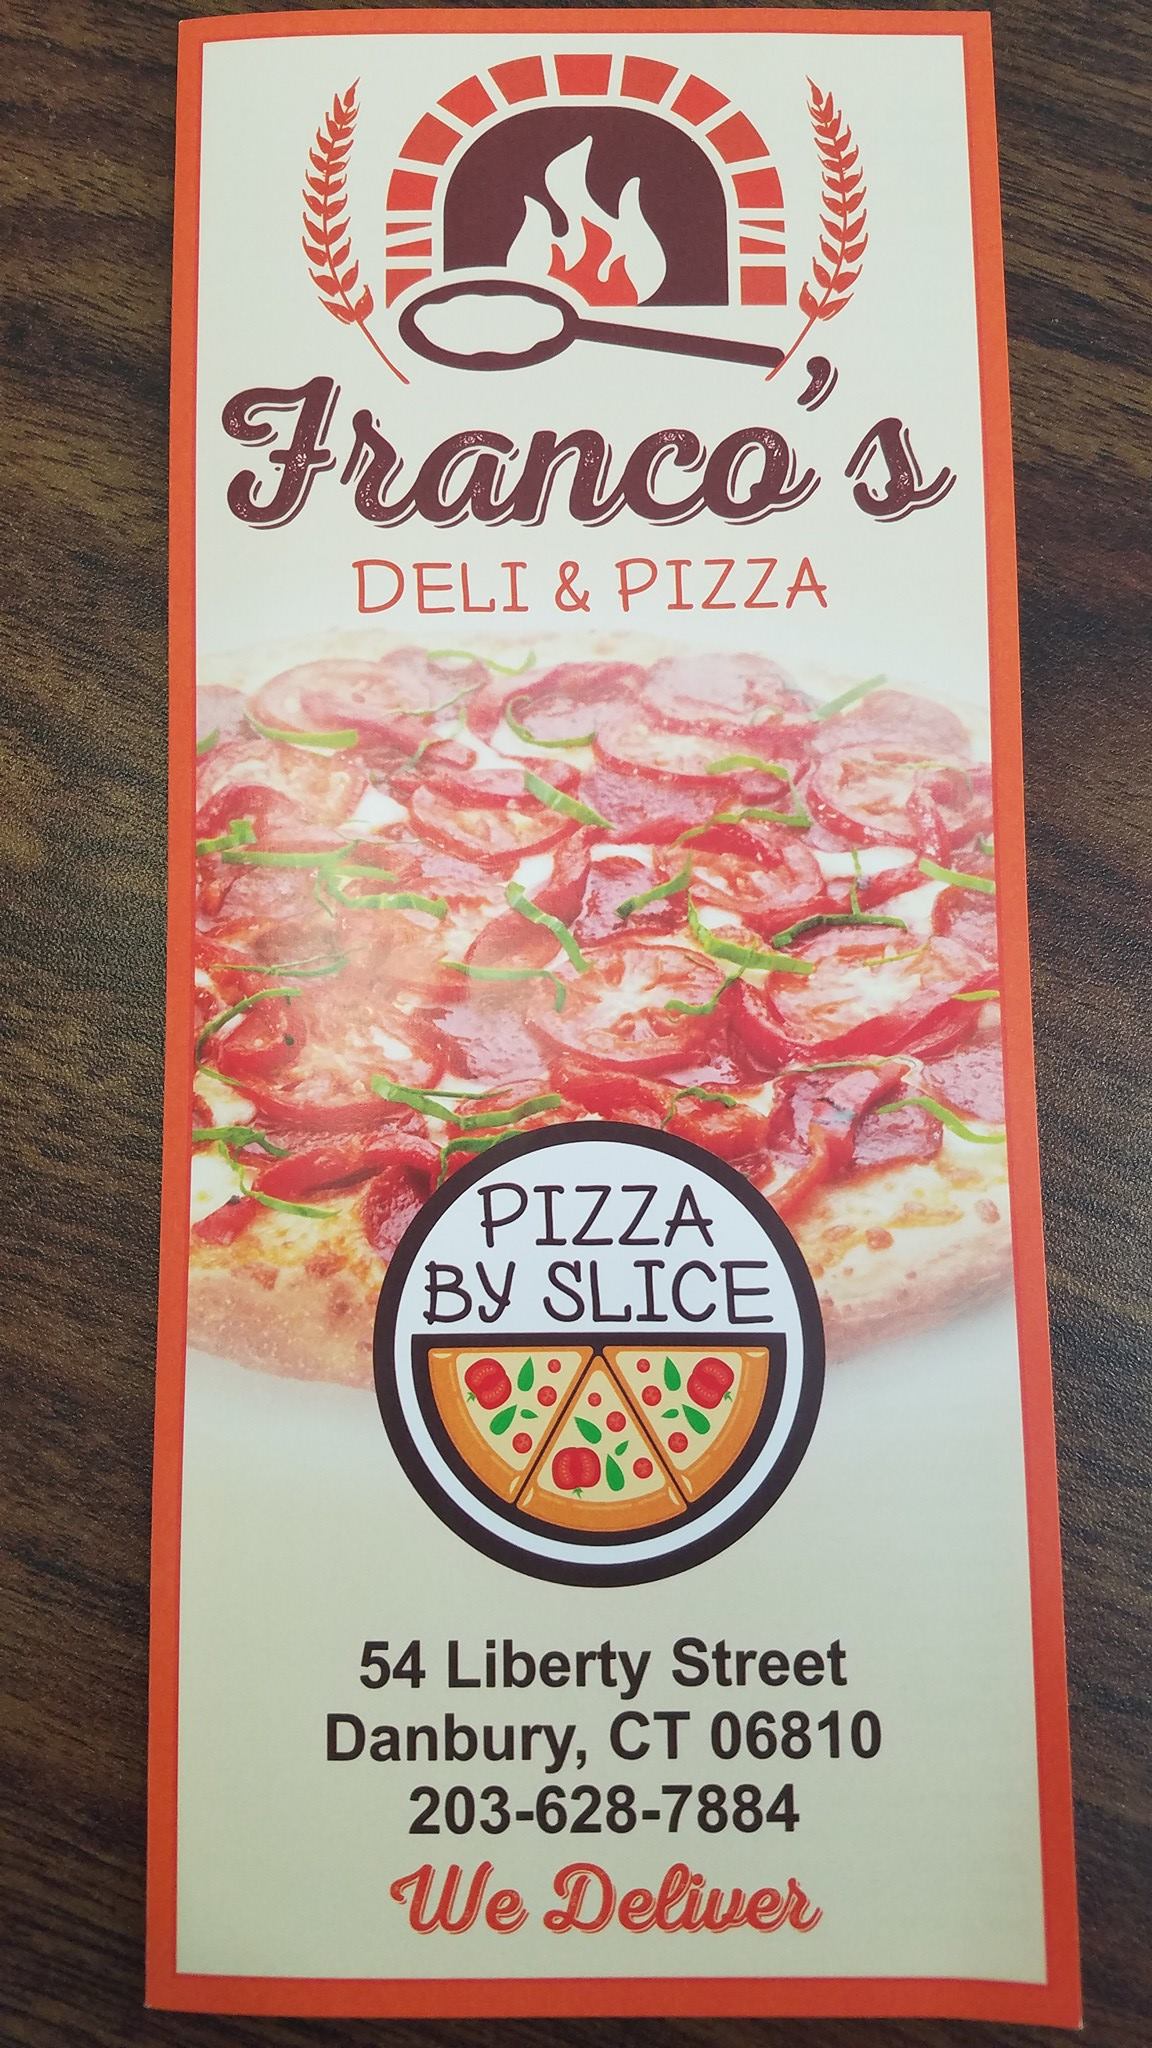 Franco's
DELI & PIZZA
PIZZA
BY SLICE
54 Liberty Street
Danbury, CT 06810
203-628-7884
We Deliver